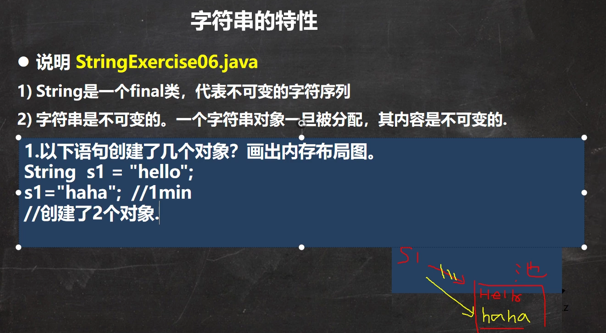 字符串的特性
● 说明 StringExercise06.java
1) String是一个final类，代表不可变的字符序列
2) 字符串是不可变的。一个字符串对象一旦被分配，其内容是不可变的.
1.以下语句创建了几个对象？画出内存布局图。
String s1 = "hello";
s1="haha"; //1min
//创建了2个对象.
S1
池
Hello
haha
z